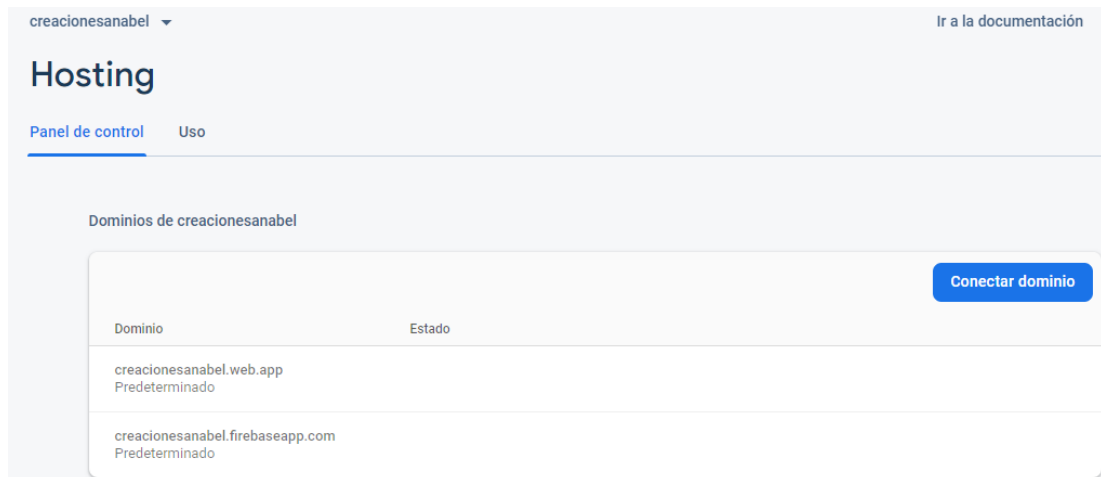 creacionesanabel
Ir a la documentación
Hosting
Panel de control Uso
Dominios de creacionesanabel
Conectar dominio
Dominio Estado
creacionesanabel.web.app
Predeterminado
creacionesanabel.firebaseapp.com
Predeterminado